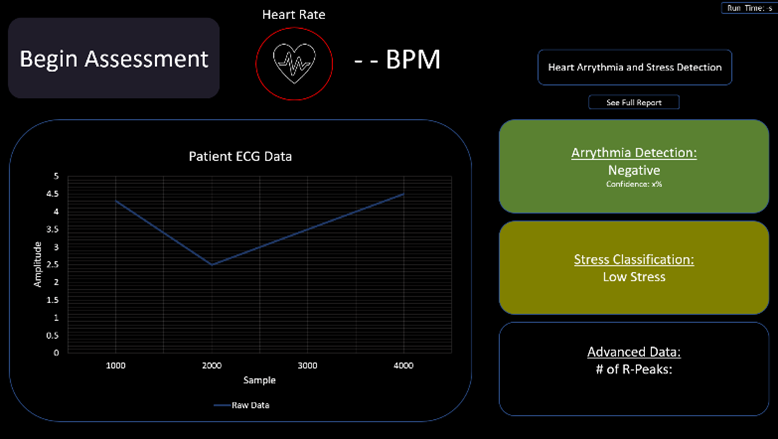 Run Time: -s
Heart Rate
Begin Assessment
- - BPM
Heart Arrythmia and Stress Detection
See Full Report
Patient ECG Data
5
4.5
4
3.5
3
2.5
2
1.5
1
0.5
0
Amplitude
1000 2000 3000 4000
Sample
Raw Data
Arrythmia Detection:
Negative
Confidence: x%
Stress Classification:
Low Stress
Advanced Data:
# of R-Peaks: